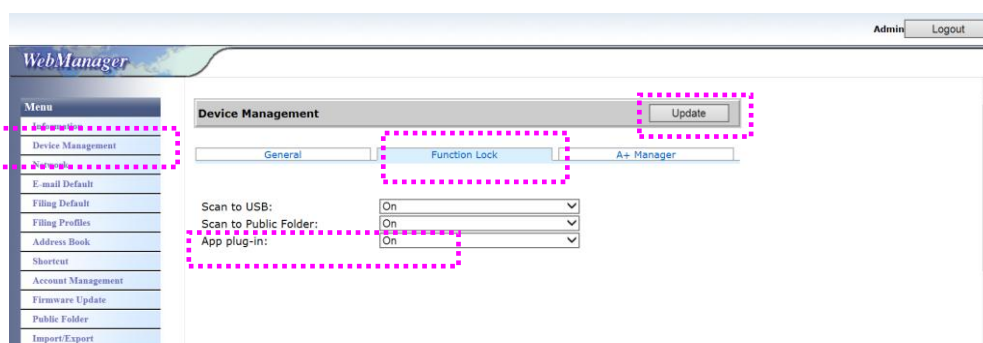 Admin Logout
WebManager
Menu
Information
Device Management
Network
E-mail Default
Filing Default
Filing Profiles
Address Book
Shortcut
Account Management
Firmware Update
Public Folder
Import/Export
Device Management Update
General Function Lock A+ Manager
Scan to USB: On
Scan to Public Folder: On
App plug-in: On